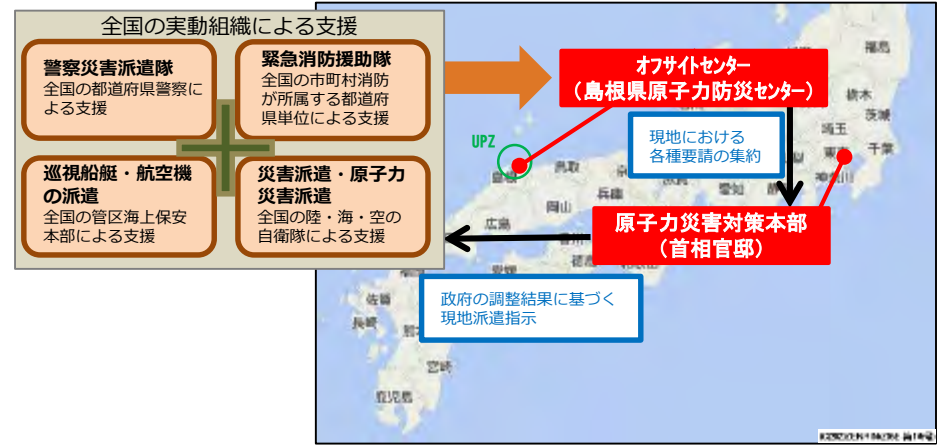 全国の実動組織による支援
警察災害派遣隊
全国の都道府県警察に
よる支援
緊急消防援助隊
全国の市町村消防
が所属する都道府
県単位による支援
巡視船艇・航空機
の派遣
全国の管区海上保安
本部による支援
災害派遣・原子力
災害派遣
全国の陸・海・空の
自衛隊による支援
オフサイトセンター
（島根県原子力防災センター）
現地における
各種要請の集約
原子力災害対策本部
（首相官邸）
政府の調整結果に基づく
現地派遣指示
UPZ
福島
栃木
茨城
埼玉
東京
千葉
神奈川
島根
鳥取
岡山
兵庫
広島
愛知
愛媛
佐賀
長崎
宮崎
鹿児島